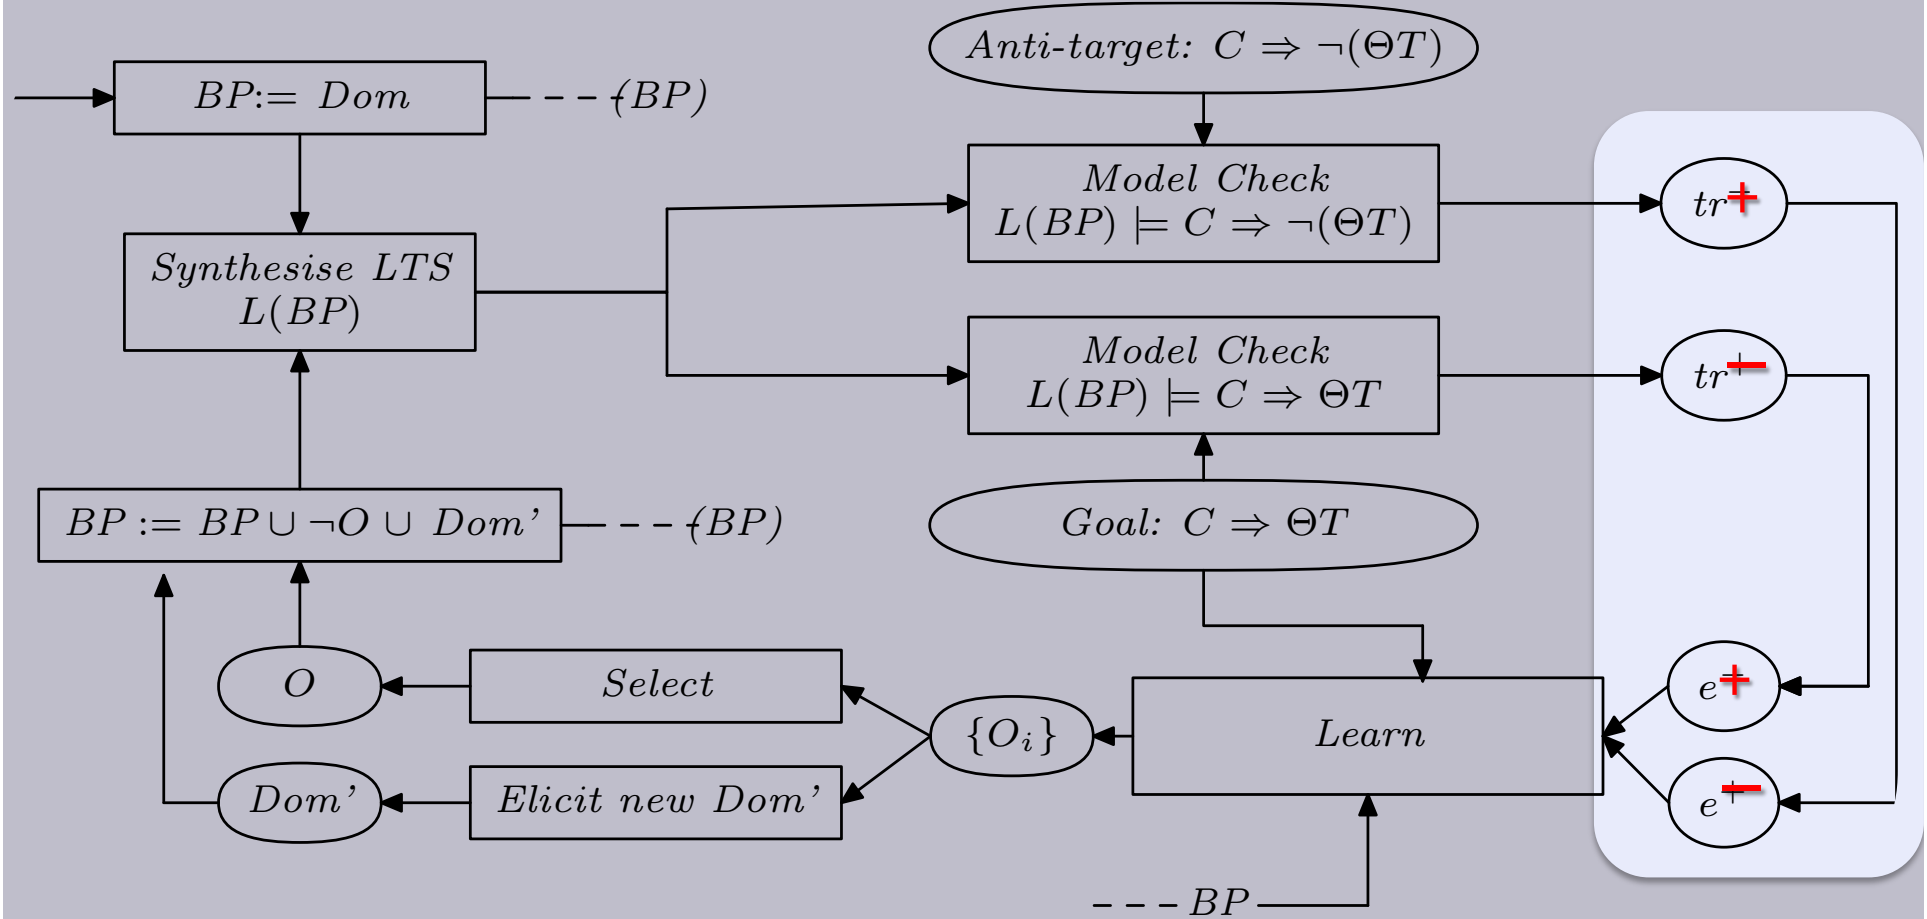 Anti-target: C ⇒ ¬(ΘT)
BP:= Dom
(BP)
Model Check
L(BP) ⊨ C ⇒ ¬(ΘT)
tr+
Synthesise LTS
L(BP)
Model Check
L(BP) ⊨ C ⇒ ΘT
tr−
BP := BP ∪ ¬O ∪ Dom'
(BP)
Goal: C ⇒ ΘT
O
Select
{O_i}
Learn
e+
Dom'
Elicit new Dom'
e−
BP